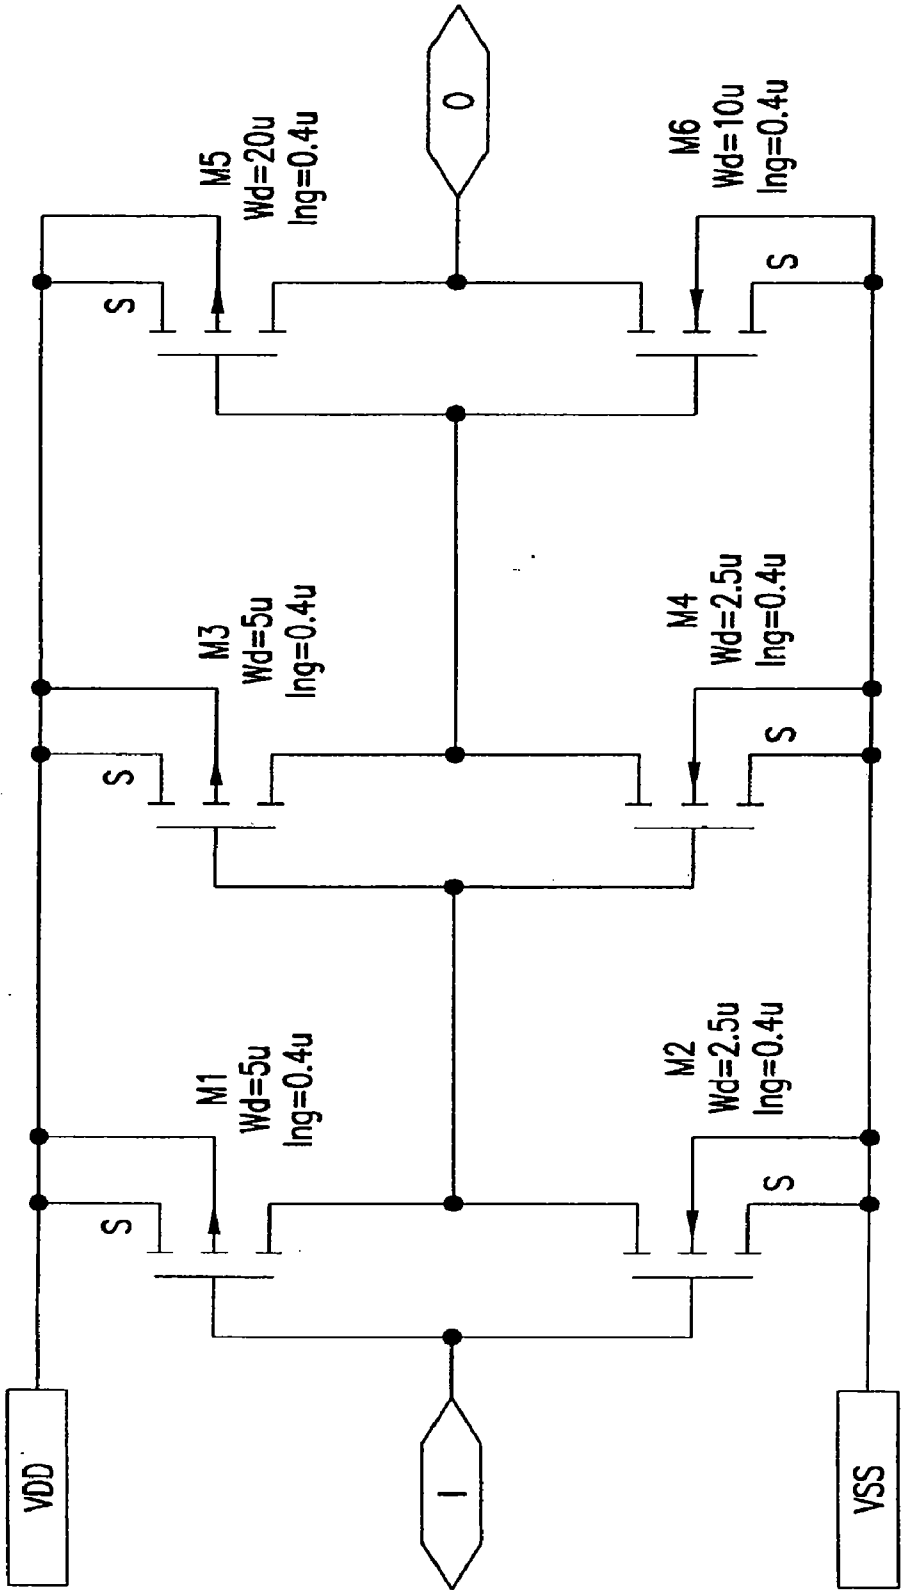 VDD
S
M1
Wd=5u
lng=0.4u
S
M3
Wd=5u
lng=0.4u
S
M5
Wd=20u
lng=0.4u
I
O
S
M2
Wd=2.5u
lng=0.4u
S
M4
Wd=2.5u
lng=0.4u
S
M6
Wd=10u
lng=0.4u
VSS